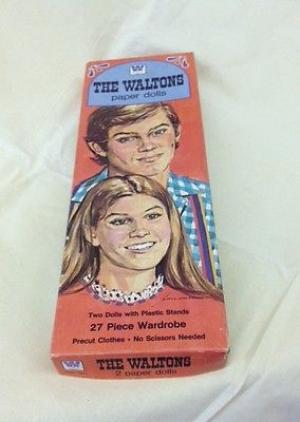 W
THE WALTONS
paper dolls
Two Dolls with Plastic Stands
27 Piece Wardrobe
Precut Clothes • No Scissors Needed
W
THE WALTONS
2 paper dolls